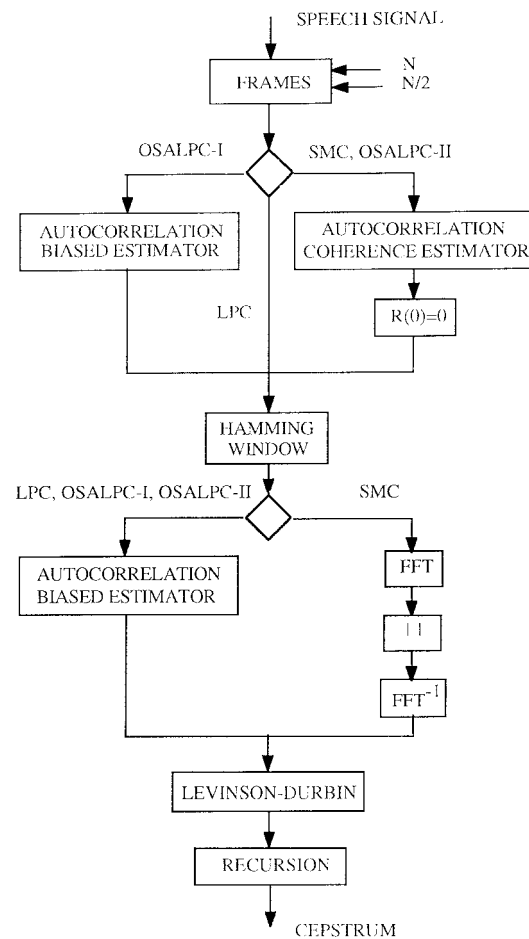 SPEECH SIGNAL
FRAMES
N
N/2
OSALPC-I
SMC, OSALPC-II
AUTOCORRELATION
BIASED ESTIMATOR
AUTOCORRELATION
COHERENCE ESTIMATOR
R(0)=0
LPC
HAMMING
WINDOW
LPC, OSALPC-I, OSALPC-II
SMC
AUTOCORRELATION
BIASED ESTIMATOR
FFT
| |
FFT⁻¹
LEVINSON-DURBIN
RECURSION
CEPSTRUM